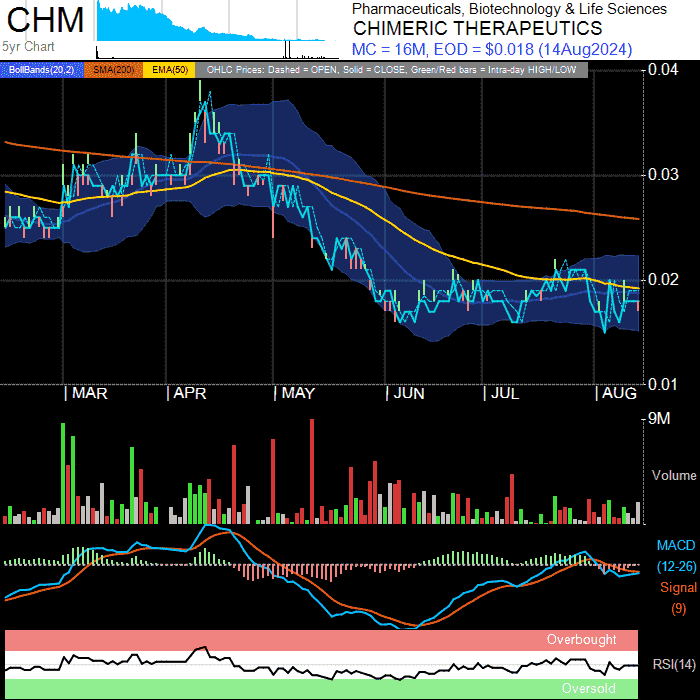 CHM
5yr Chart
Pharmaceuticals, Biotechnology & Life Sciences
CHIMERIC THERAPEUTICS
MC = 16M, EOD = $0.018 (14Aug2024)
BollBands(20,2) SMA(200) EMA(50) OHLC Prices: Dashed = OPEN, Solid = CLOSE, Green/Red bars = Intra-day HIGH/LOW
0.04
0.03
0.02
0.01
| MAR | APR | MAY | JUN | JUL | AUG
9M
Volume
MACD
(12-26)
Signal
(9)
Overbought
RSI(14)
Oversold